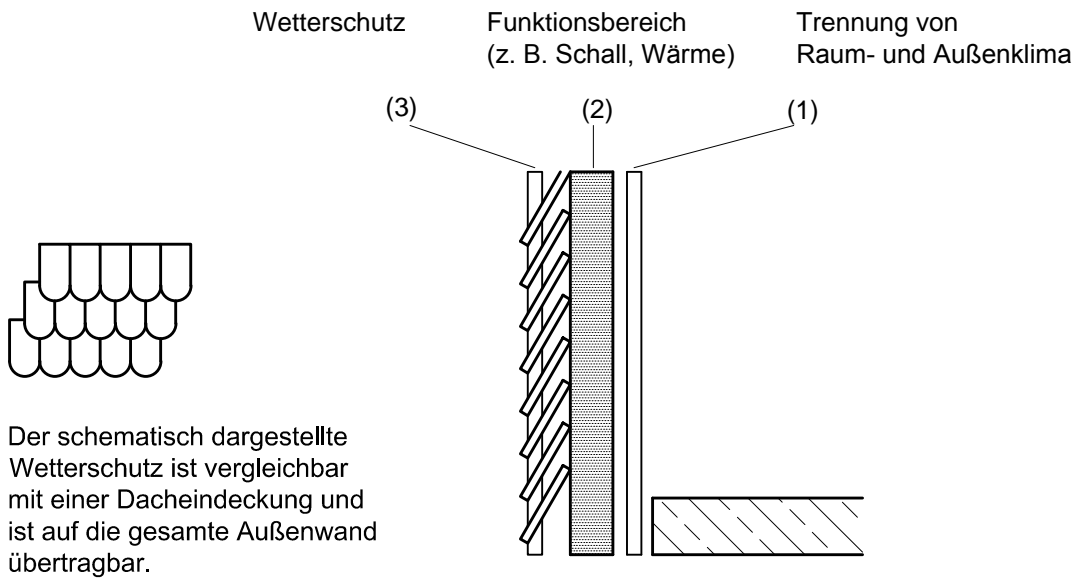 Wetterschutz
Funktionsbereich
(z. B. Schall, Wärme)
Trennung von
Raum- und Außenklima
(3)
(2)
(1)
Der schematisch dargestellte
Wetterschutz ist vergleichbar
mit einer Dacheindeckung und
ist auf die gesamte Außenwand
übertragbar.